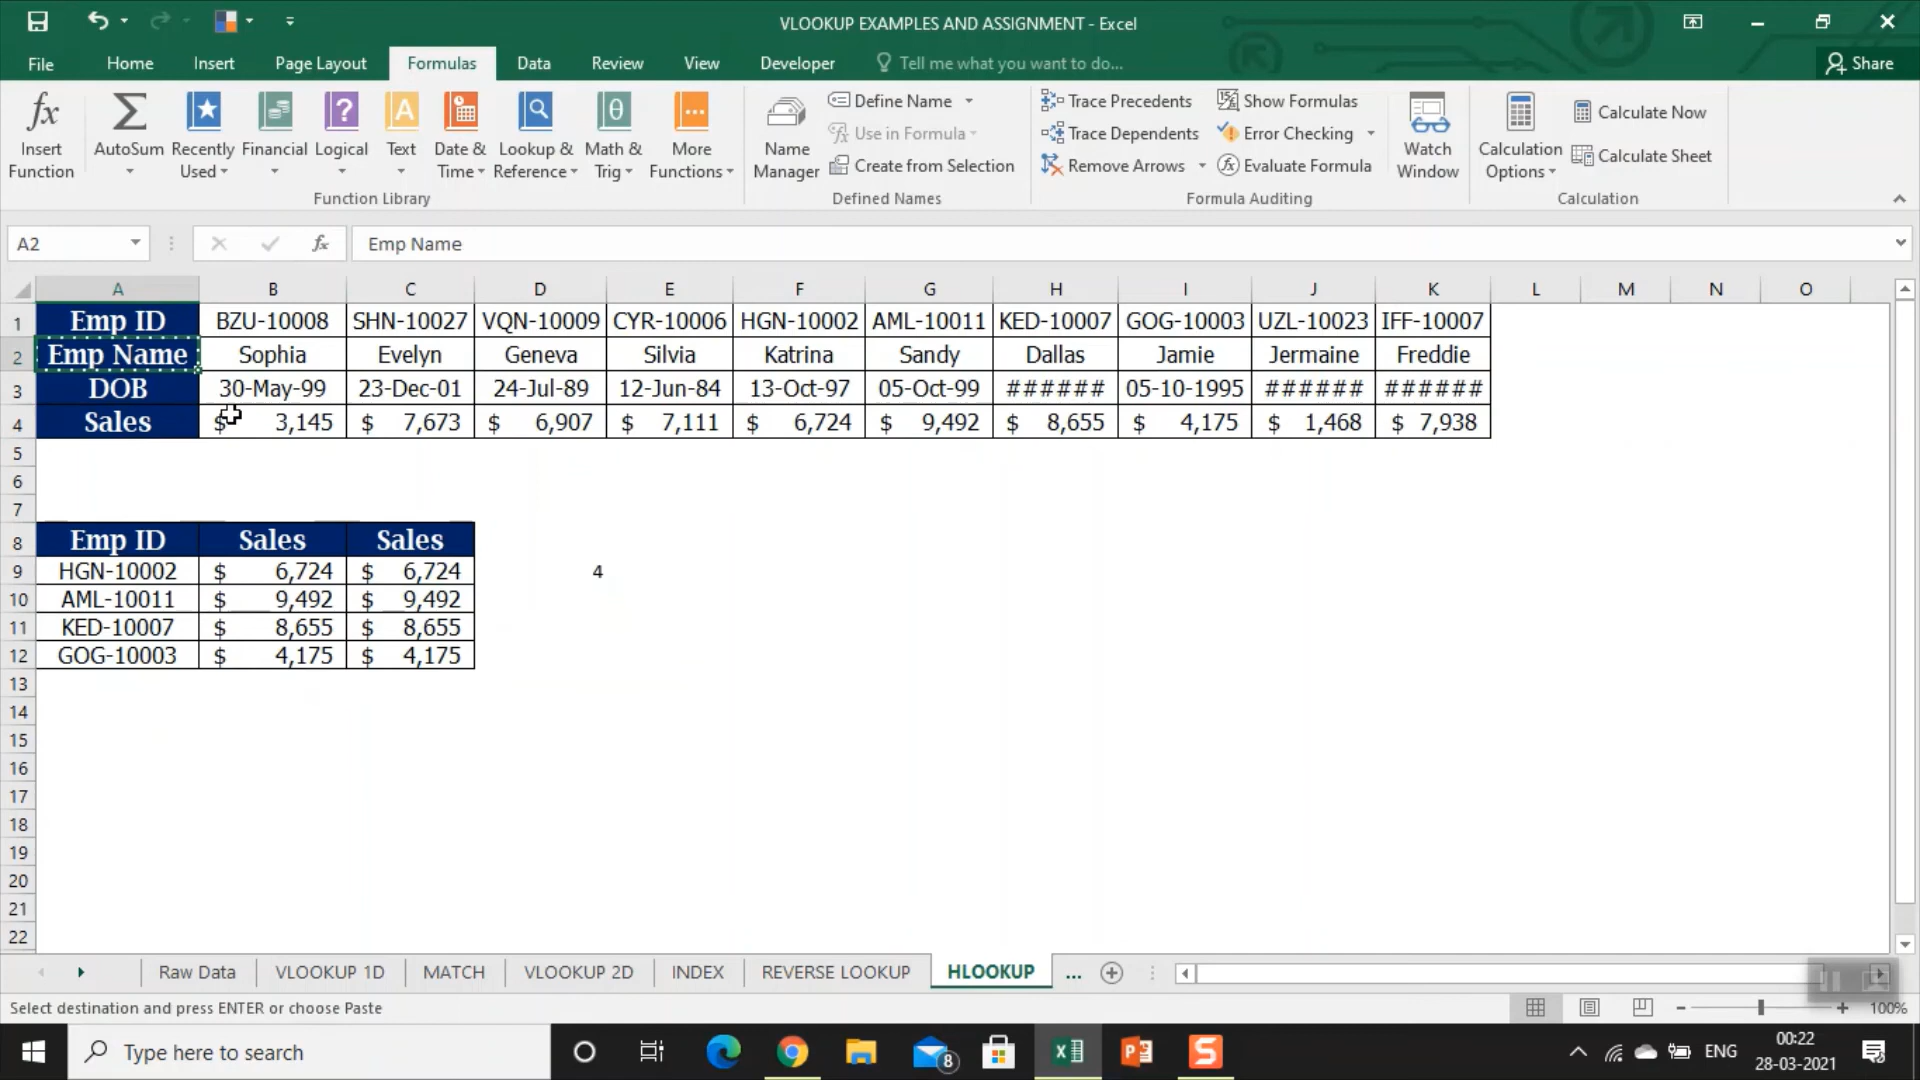 VLOOKUP EXAMPLES AND ASSIGNMENT - Excel
File Home Insert Page Layout Formulas Data Review View Developer Tell me what you want to do... Share
fx Insert Function
Σ AutoSum
Recently Used
Financial
Logical
A Text
Date & Time
Lookup & Reference
θ Math & Trig
More Functions
Function Library
Name Manager
Define Name
Use in Formula
Create from Selection
Defined Names
Trace Precedents
Trace Dependents
Remove Arrows
Show Formulas
Error Checking
Evaluate Formula
Formula Auditing
Watch Window
Calculation Options
Calculate Now
Calculate Sheet
Calculation
A2 fx Emp Name
A B C D E F G H I J K L M N O
1 Emp ID BZU-10008 SHN-10027 VQN-10009 CYR-10006 HGN-10002 AML-10011 KED-10007 GOG-10003 UZL-10023 IFF-10007
2 Emp Name Sophia Evelyn Geneva Silvia Katrina Sandy Dallas Jamie Jermaine Freddie
3 DOB 30-May-99 23-Dec-01 24-Jul-89 12-Jun-84 13-Oct-97 05-Oct-99 ###### 05-10-1995 ###### ######
4 Sales $ 3,145 $ 7,673 $ 6,907 $ 7,111 $ 6,724 $ 9,492 $ 8,655 $ 4,175 $ 1,468 $ 7,938
5
6
7
8 Emp ID Sales Sales
9 HGN-10002 $ 6,724 $ 6,724 4
10 AML-10011 $ 9,492 $ 9,492
11 KED-10007 $ 8,655 $ 8,655
12 GOG-10003 $ 4,175 $ 4,175
13
14
15
16
17
18
19
20
21
22
Raw Data VLOOKUP 1D MATCH VLOOKUP 2D INDEX REVERSE LOOKUP HLOOKUP ...
Select destination and press ENTER or choose Paste 100%
Type here to search 8 ENG 00:22
28-03-2021